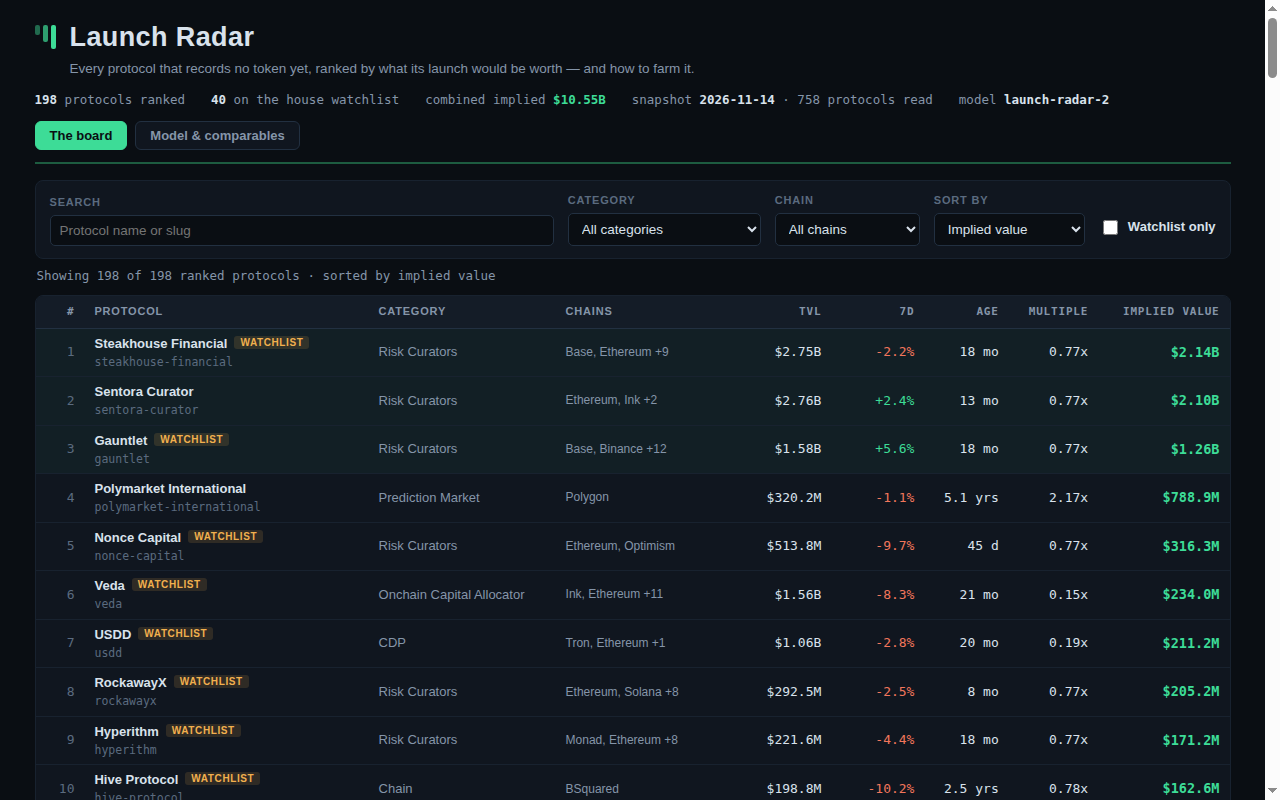 Launch Radar
Every protocol that records no token yet, ranked by what its launch would be worth — and how to farm it.
198 protocols ranked 40 on the house watchlist combined implied $10.55B snapshot 2026-11-14 · 758 protocols read model launch-radar-2
The board Model & comparables
SEARCH CATEGORY CHAIN SORT BY
Protocol name or slug All categories All chains Implied value Watchlist only
Showing 198 of 198 ranked protocols · sorted by implied value
# PROTOCOL CATEGORY CHAINS TVL 7D AGE MULTIPLE IMPLIED VALUE
1 Steakhouse Financial WATCHLIST Risk Curators Base, Ethereum +9 $2.75B -2.2% 18 mo 0.77x $2.14B
steakhouse-financial
2 Sentora Curator Risk Curators Ethereum, Ink +2 $2.76B +2.4% 13 mo 0.77x $2.10B
sentora-curator
3 Gauntlet WATCHLIST Risk Curators Base, Binance +12 $1.58B +5.6% 18 mo 0.77x $1.26B
gauntlet
4 Polymarket International Prediction Market Polygon $320.2M -1.1% 5.1 yrs 2.17x $788.9M
polymarket-international
5 Nonce Capital WATCHLIST Risk Curators Ethereum, Optimism $513.8M -9.7% 45 d 0.77x $316.3M
nonce-capital
6 Veda WATCHLIST Onchain Capital Allocator Ink, Ethereum +11 $1.56B -8.3% 21 mo 0.15x $234.0M
veda
7 USDD WATCHLIST CDP Tron, Ethereum +1 $1.06B -2.8% 20 mo 0.19x $211.2M
usdd
8 RockawayX WATCHLIST Risk Curators Ethereum, Solana +8 $292.5M -2.5% 8 mo 0.77x $205.2M
rockawayx
9 Hyperithm WATCHLIST Risk Curators Monad, Ethereum +8 $221.6M -4.4% 18 mo 0.77x $171.2M
hyperithm
10 Hive Protocol WATCHLIST Chain BSquared $198.8M -10.2% 2.5 yrs 0.78x $162.6M
hive-protocol